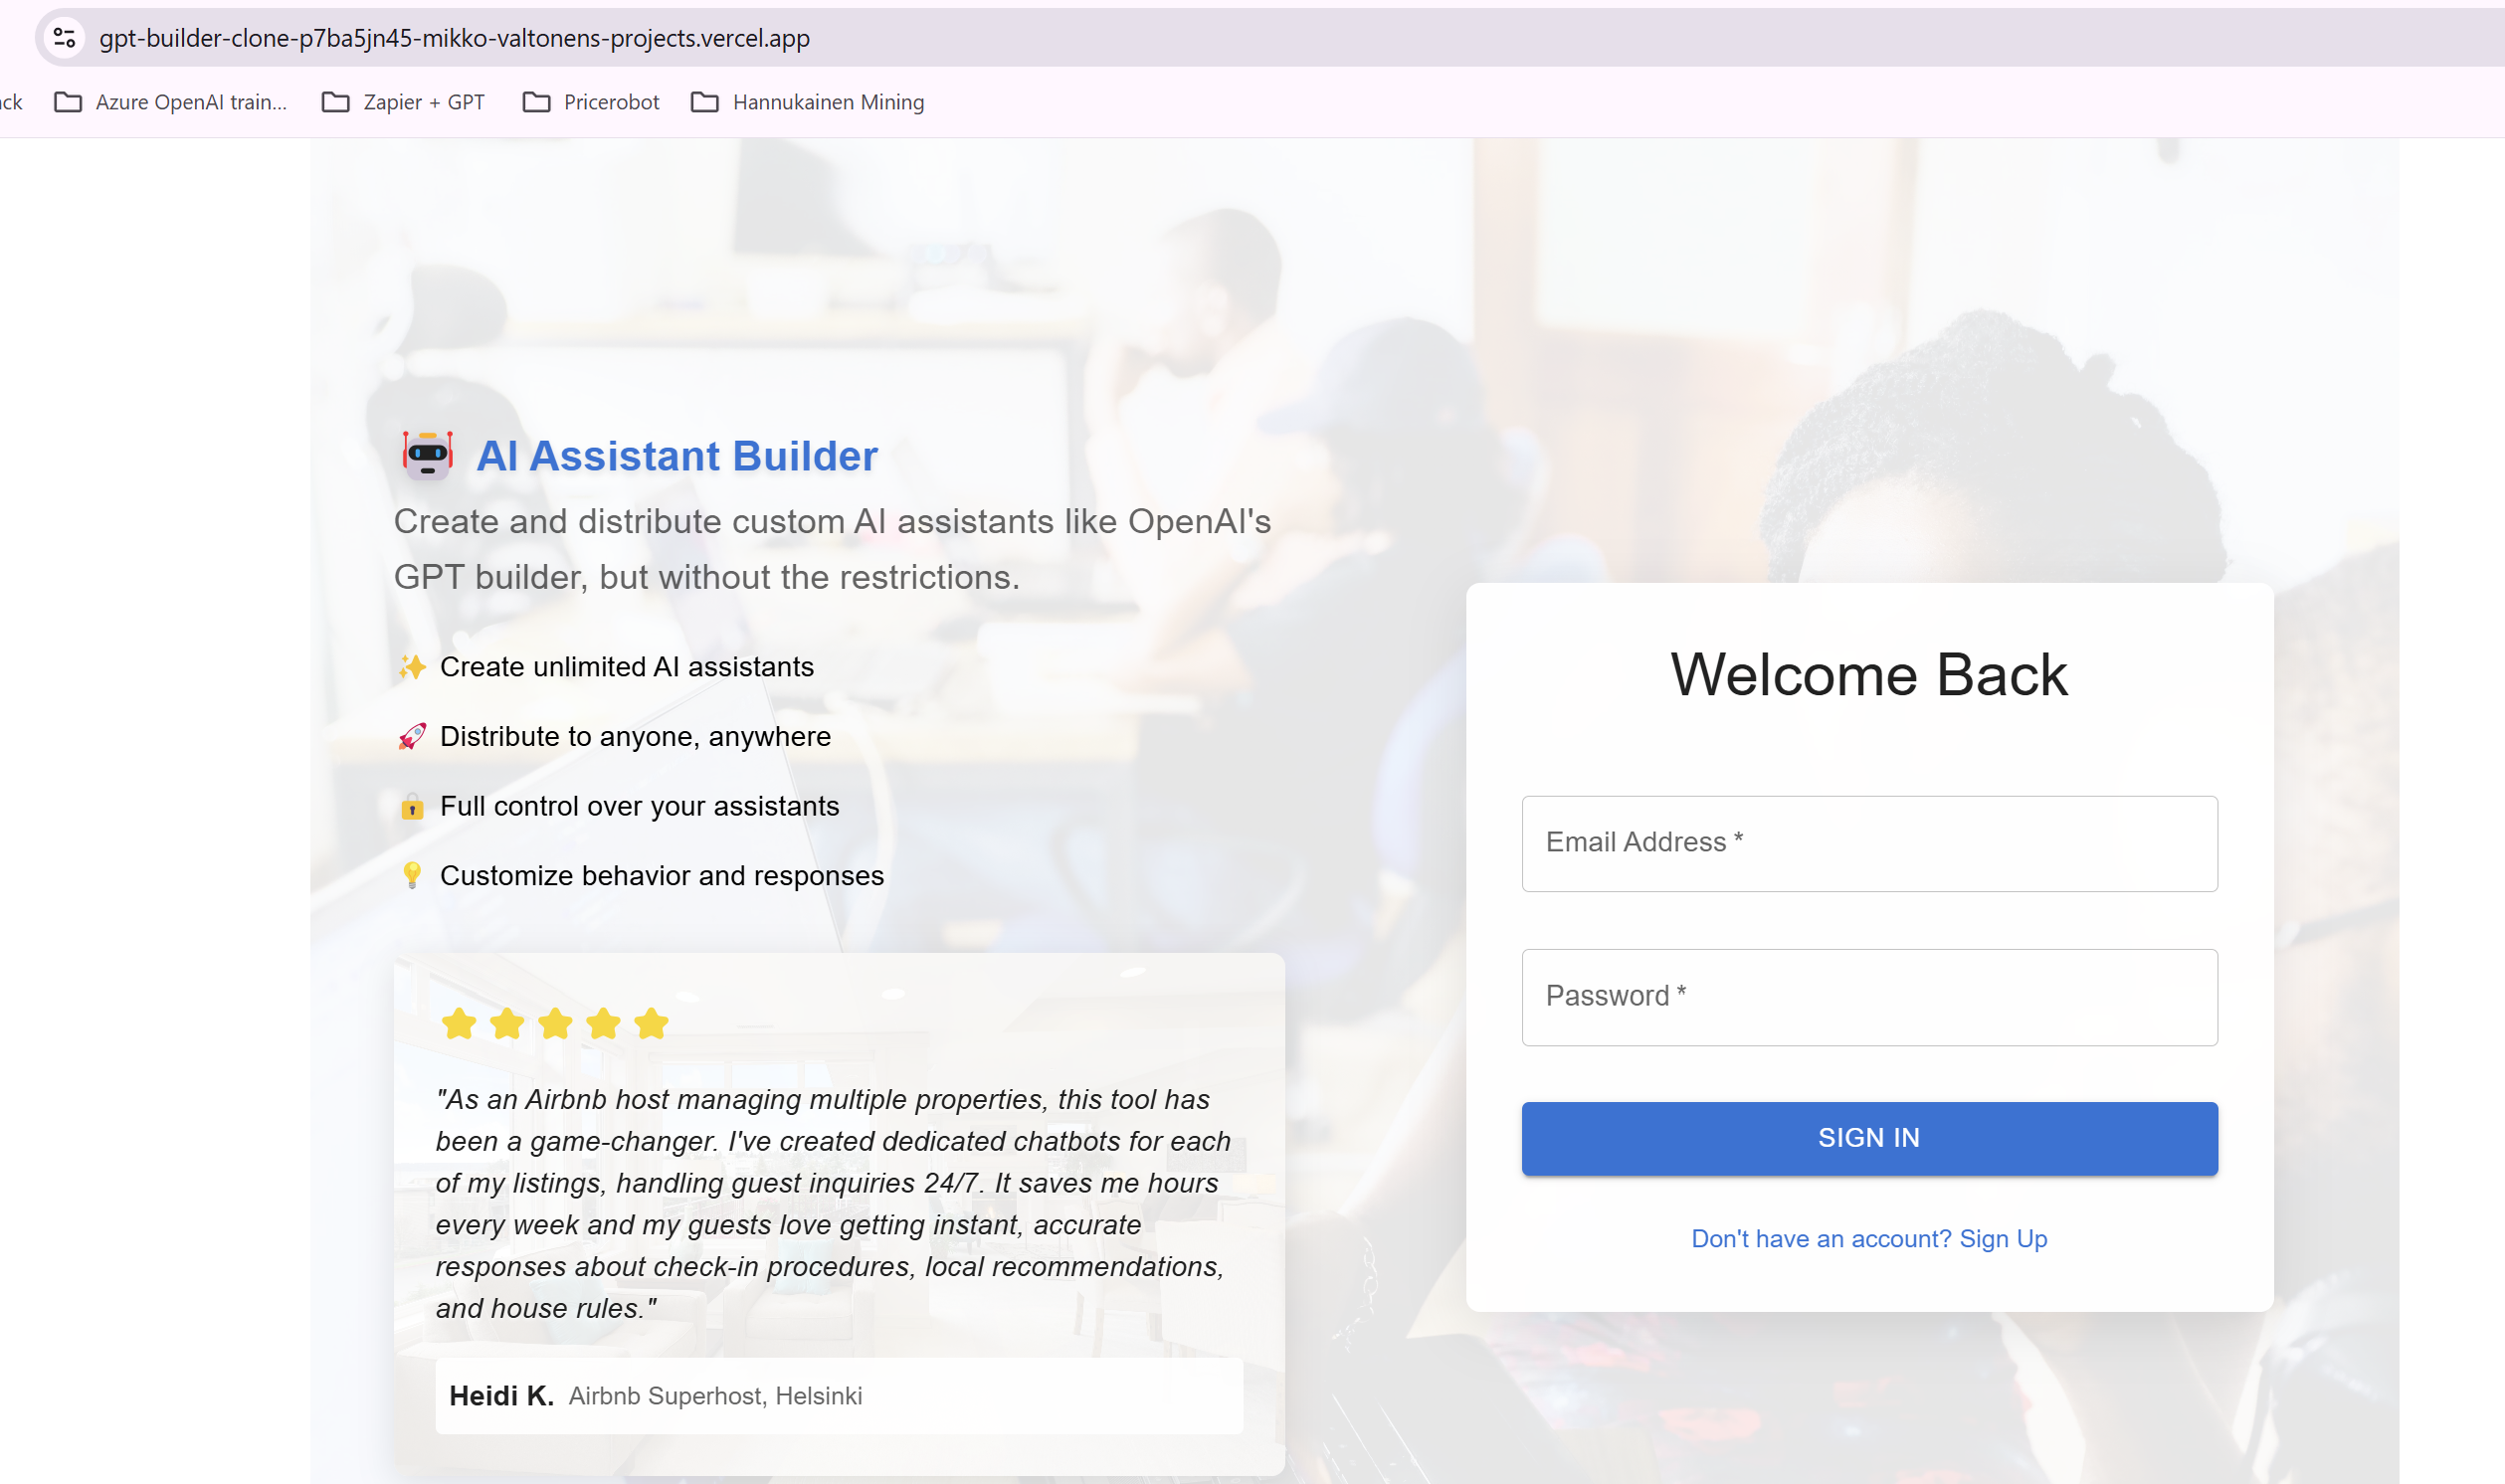 gpt-builder-clone-p7ba5jn45-mikko-valtonens-projects.vercel.app
ck Azure OpenAI train... Zapier + GPT Pricerobot Hannukainen Mining
AI Assistant Builder
Create and distribute custom AI assistants like OpenAI's
GPT builder, but without the restrictions.
Create unlimited AI assistants
Distribute to anyone, anywhere
Full control over your assistants
Customize behavior and responses
"As an Airbnb host managing multiple properties, this tool has
been a game-changer. I've created dedicated chatbots for each
of my listings, handling guest inquiries 24/7. It saves me hours
every week and my guests love getting instant, accurate
responses about check-in procedures, local recommendations,
and house rules."
Heidi K. Airbnb Superhost, Helsinki
Welcome Back
Email Address *
Password *
SIGN IN
Don't have an account? Sign Up